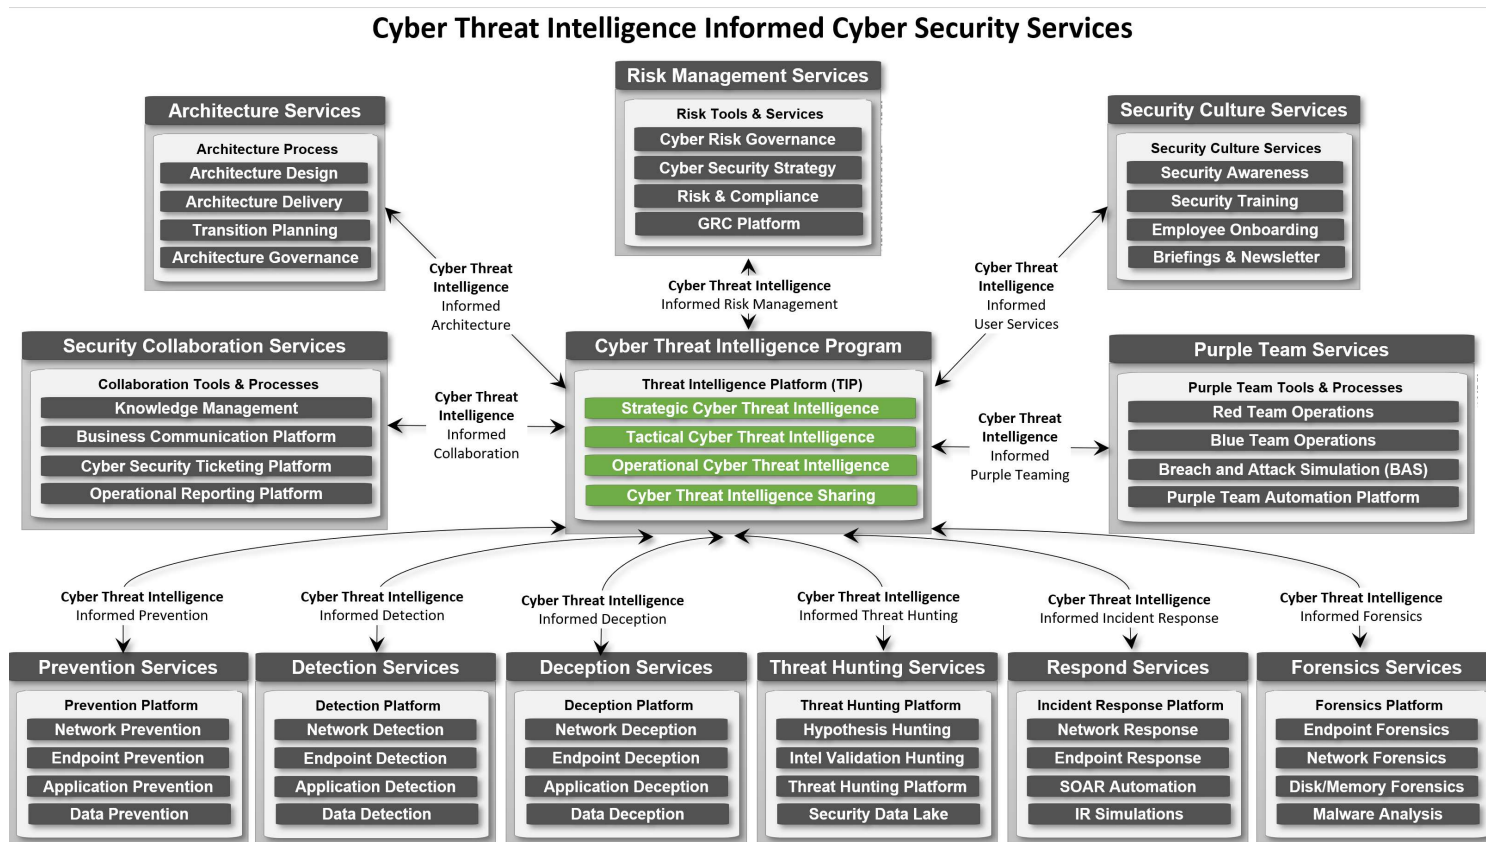 Cyber Threat Intelligence Informed Cyber Security Services
Architecture Services
Architecture Process
Architecture Design
Architecture Delivery
Transition Planning
Architecture Governance
Risk Management Services
Risk Tools & Services
Cyber Risk Governance
Cyber Security Strategy
Risk & Compliance
GRC Platform
Security Culture Services
Security Culture Services
Security Awareness
Security Training
Employee Onboarding
Briefings & Newsletter
Cyber Threat
Intelligence
Informed
Architecture
Cyber Threat Intelligence
Informed Risk Management
Cyber Threat
Intelligence
Informed
User Services
Security Collaboration Services
Collaboration Tools & Processes
Knowledge Management
Business Communication Platform
Cyber Security Ticketing Platform
Operational Reporting Platform
Cyber Threat
Intelligence
Informed
Collaboration
Cyber Threat Intelligence Program
Threat Intelligence Platform (TIP)
Strategic Cyber Threat Intelligence
Tactical Cyber Threat Intelligence
Operational Cyber Threat Intelligence
Cyber Threat Intelligence Sharing
Cyber Threat
Intelligence
Informed
Purple Teaming
Purple Team Services
Purple Team Tools & Processes
Red Team Operations
Blue Team Operations
Breach and Attack Simulation (BAS)
Purple Team Automation Platform
Cyber Threat Intelligence
Informed Prevention
Cyber Threat Intelligence
Informed Detection
Cyber Threat Intelligence
Informed Deception
Cyber Threat Intelligence
Informed Threat Hunting
Cyber Threat Intelligence
Informed Incident Response
Cyber Threat Intelligence
Informed Forensics
Prevention Services
Prevention Platform
Network Prevention
Endpoint Prevention
Application Prevention
Data Prevention
Detection Services
Detection Platform
Network Detection
Endpoint Detection
Application Detection
Data Detection
Deception Services
Deception Platform
Network Deception
Endpoint Deception
Application Deception
Data Deception
Threat Hunting Services
Threat Hunting Platform
Hypothesis Hunting
Intel Validation Hunting
Threat Hunting Platform
Security Data Lake
Respond Services
Incident Response Platform
Network Response
Endpoint Response
SOAR Automation
IR Simulations
Forensics Services
Forensics Platform
Endpoint Forensics
Network Forensics
Disk/Memory Forensics
Malware Analysis